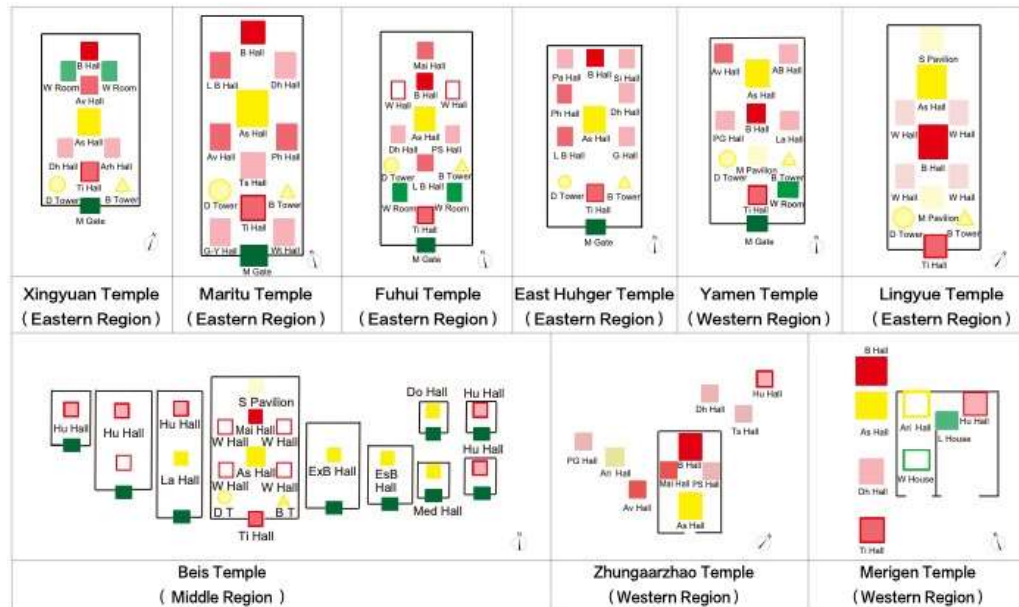 B Hall
W Room W Room
Av Hall
As Hall
Dh Hall Arh Hall
Ti Hall
D Tower B Tower
M Gate
Xingyuan Temple
( Eastern Region )
B Hall
L B Hall Dh Hall
As Hall
Av Hall Ph Hall
Ta Hall
D Tower B Tower
Ti Hall
G-Y Hall Wt Hall
M Gate
Maritu Temple
( Eastern Region )
Mai Hall
B Hall
W Hall W Hall
As Hall
Dh Hall PS Hall
D Tower B Tower
L B Hall
W Room W Room
Ti Hall
M Gate
Fuhui Temple
( Eastern Region )
Pa Hall B Hall Si Hall
Ph Hall Dh Hall
As Hall
L B Hall G Hall
D Tower B Tower
Ti Hall
M Gate
East Huhger Temple
( Eastern Region )
Av Hall AB Hall
As Hall
B Hall
PG Hall La Hall
M Pavilion
D Tower B Tower
Ti Hall W Room
M Gate
Yamen Temple
( Western Region )
S Pavilion
As Hall
W Hall W Hall
B Hall
W Hall W Hall
M Pavilion
D Tower B Tower
Ti Hall
Lingyue Temple
( Eastern Region )
Hu Hall
Hu Hall
Hu Hall
La Hall
S Pavilion
Mai Hall
W Hall W Hall
As Hall
W Hall W Hall
D T B T
Ti Hall
ExB Hall
EsB
Hall
Do Hall
Med Hall
Hu Hall
Hu Hall
Beis Temple
( Middle Region )
Hu Hall
Dh Hall
Ta Hall
PG Hall
Ari Hall
B Hall
Mai Hall PS Hall
Av Hall
As Hall
Zhungaarzhao Temple
( Western Region )
B Hall
As Hall
Ari Hall
Hu Hall
L House
Dh Hall
W House
Ti Hall
Merigen Temple
( Western Region )